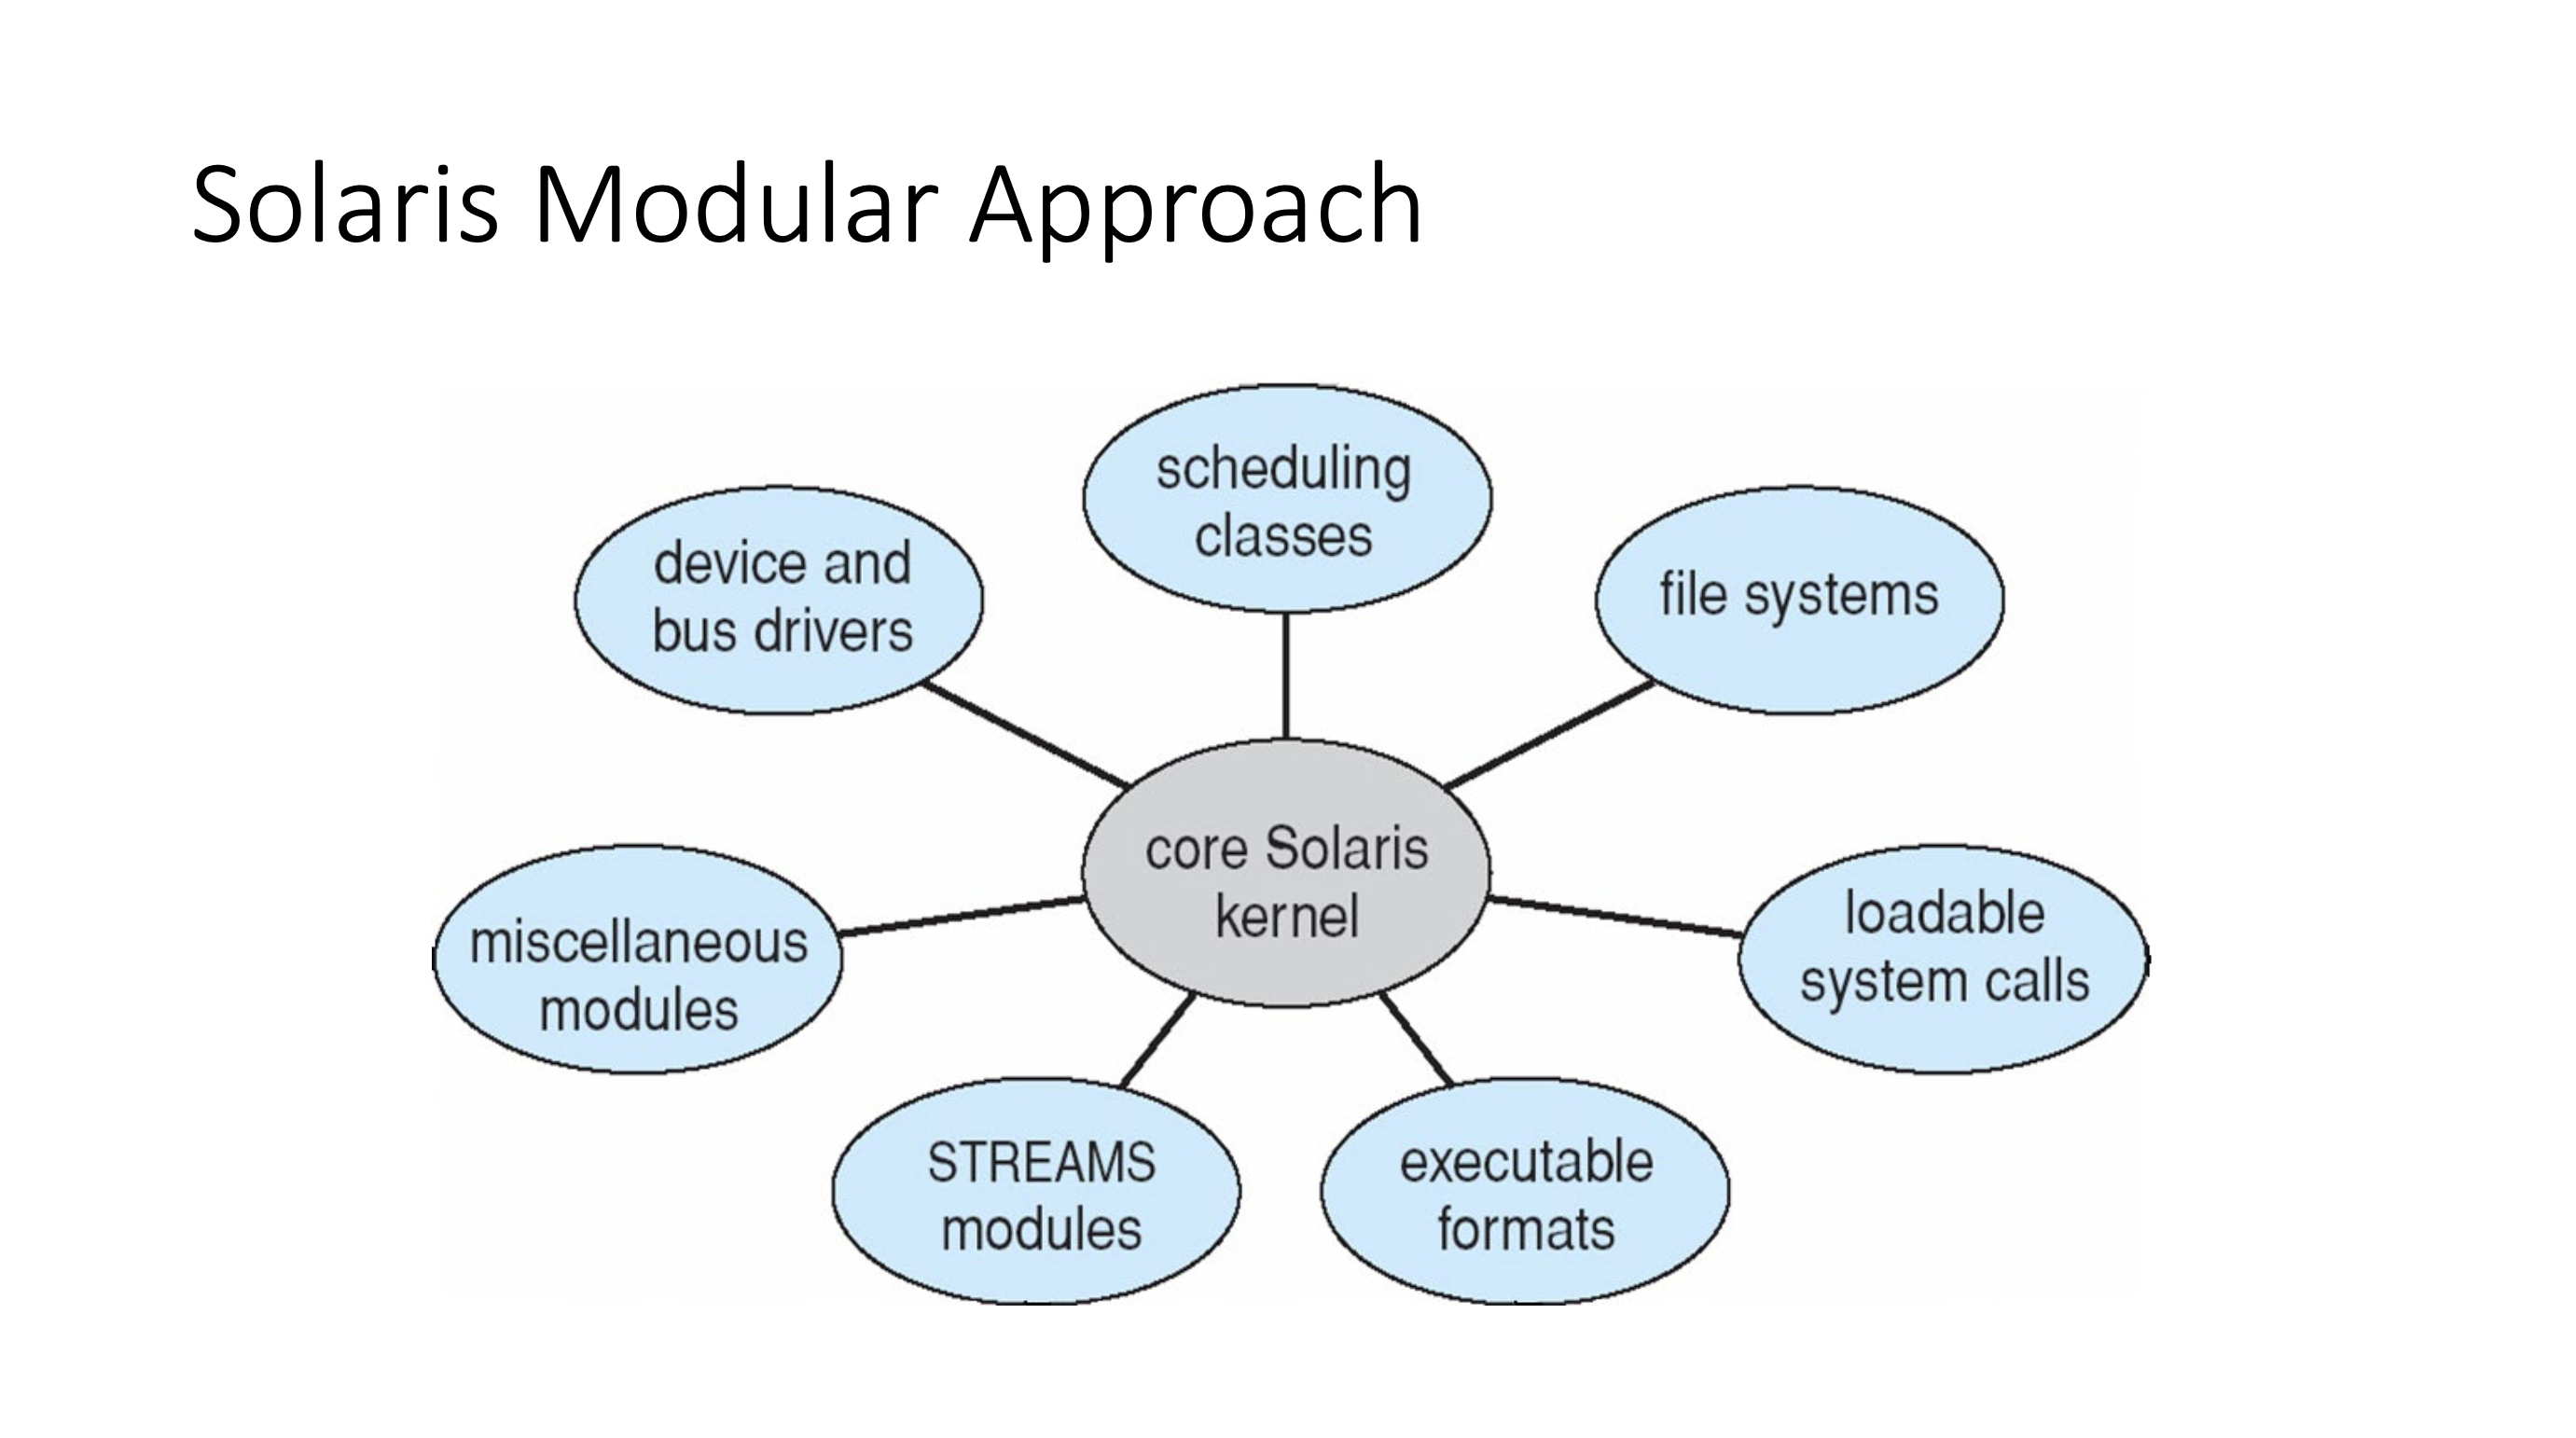 Solaris Modular Approach
scheduling
classes
device and
bus drivers
file systems
core Solaris
kernel
miscellaneous
modules
loadable
system calls
STREAMS
modules
executable
formats